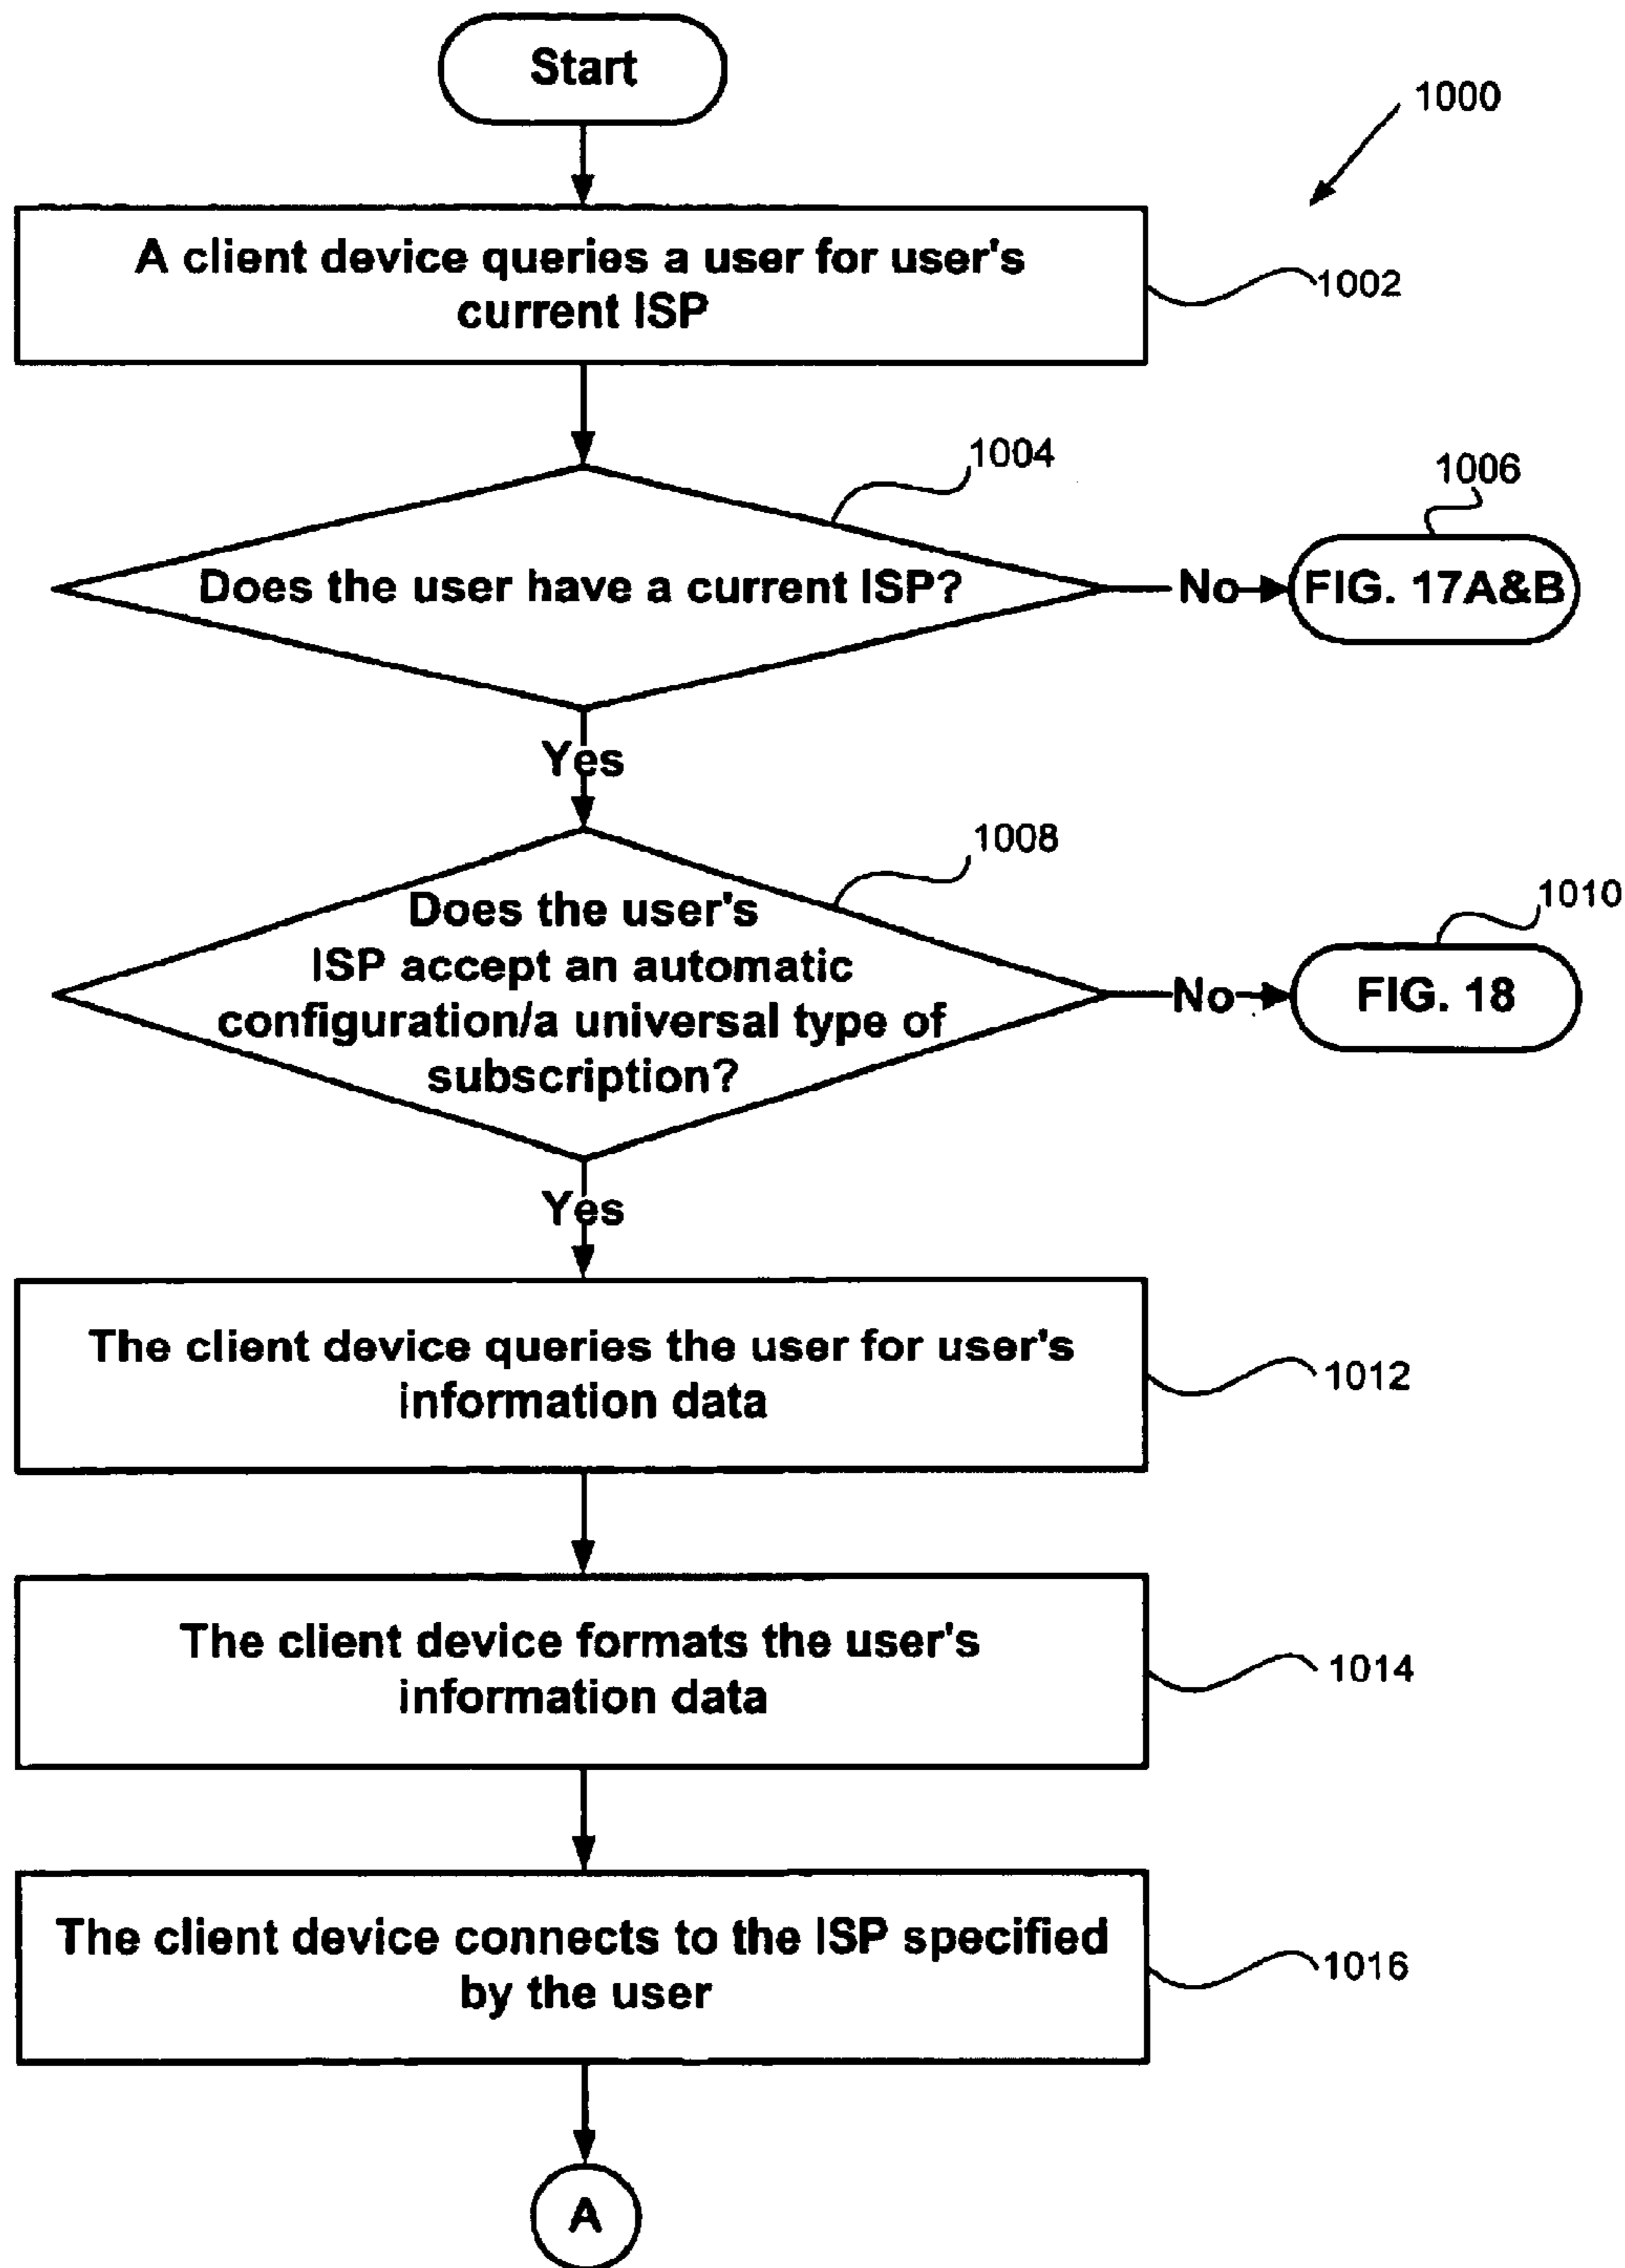 Start
1000
A client device queries a user for user's
current ISP
1002
1004
1006
Does the user have a current ISP?
No
FIG. 17A&B
Yes
1008
1010
Does the user's
ISP accept an automatic
configuration/a universal type of
subscription?
No
FIG. 18
Yes
The client device queries the user for user's
information data
1012
The client device formats the user's
information data
1014
The client device connects to the ISP specified
by the user
1016
A